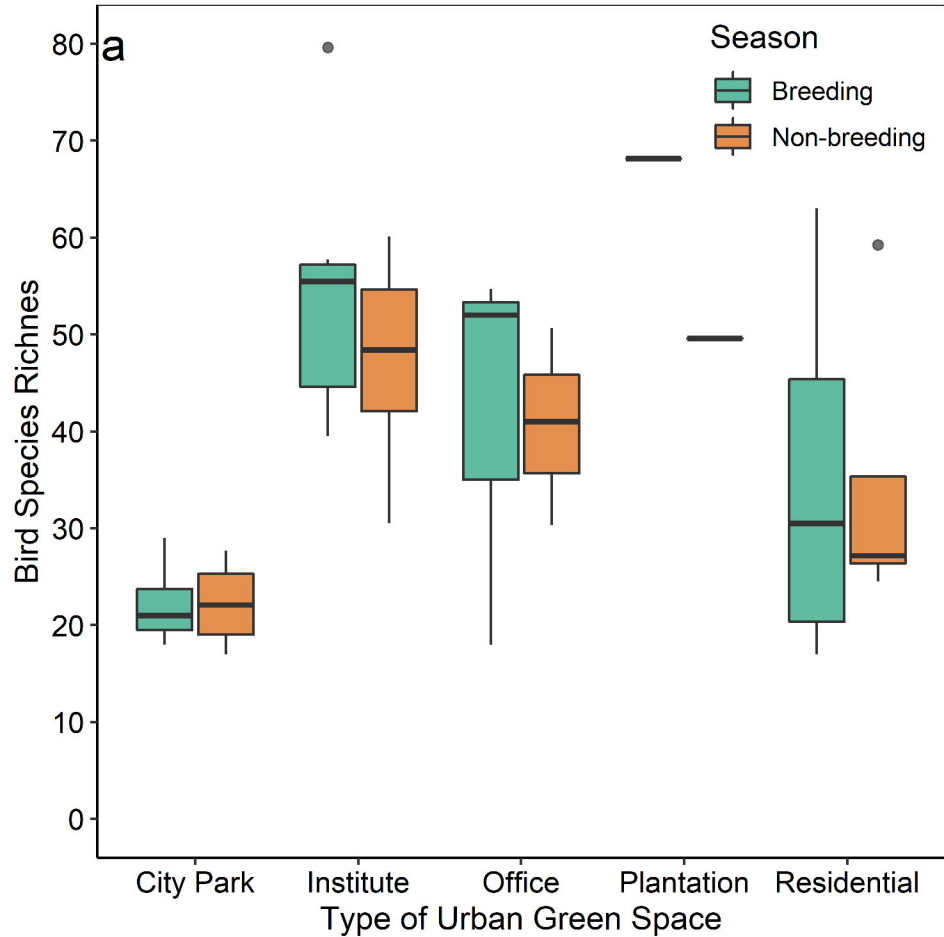 a
Season
Breeding
Non-breeding
Bird Species Richnes
80
70
60
50
40
30
20
10
0
City Park Institute Office Plantation Residential
Type of Urban Green Space